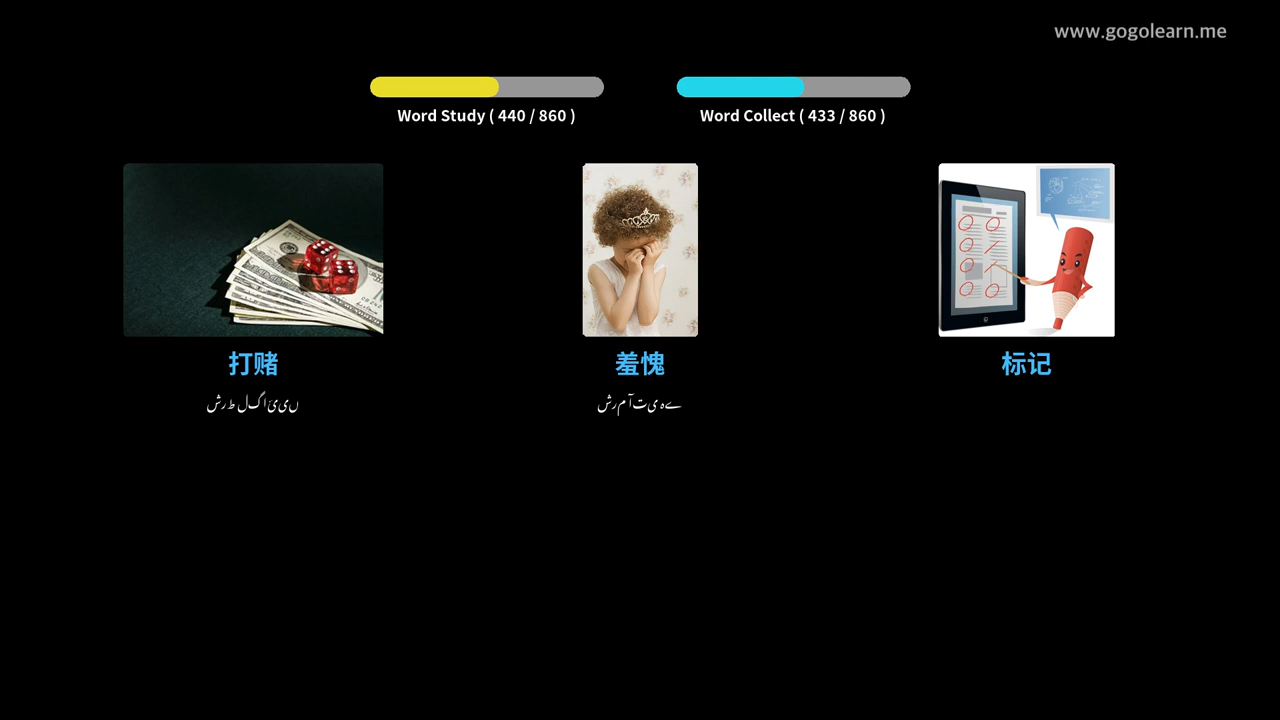 www.gogolearn.me
Word Study ( 440 / 860 )
Word Collect ( 433 / 860 )
打赌
羞愧
标记
شرط لگائیں
شرم آتی ہے